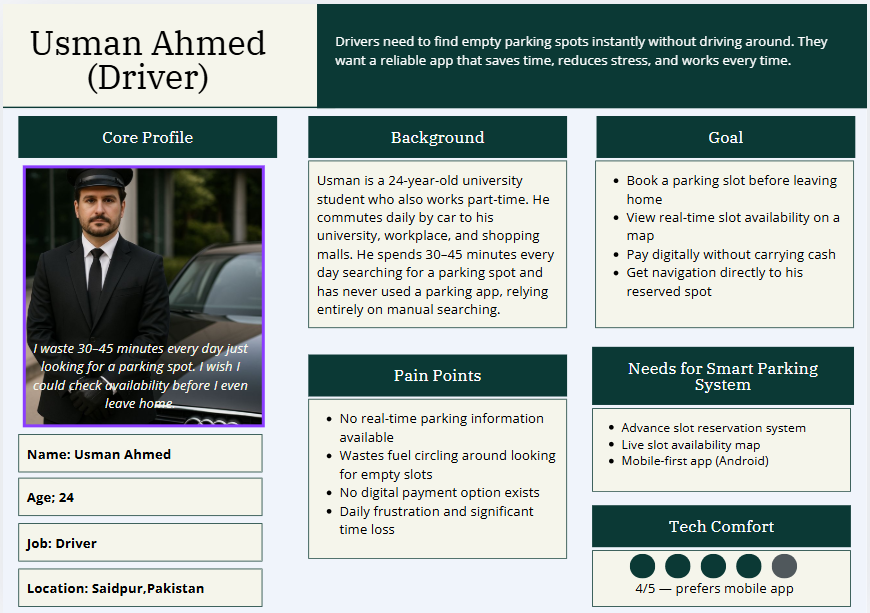 Usman Ahmed
(Driver)
Drivers need to find empty parking spots instantly without driving around. They
want a reliable app that saves time, reduces stress, and works every time.
Core Profile
I waste 30–45 minutes every day just
looking for a parking spot. I wish I
could check availability before I even
leave home.
Name: Usman Ahmed
Age; 24
Job: Driver
Location: Saidpur,Pakistan
Background
Usman is a 24-year-old university
student who also works part-time. He
commutes daily by car to his
university, workplace, and shopping
malls. He spends 30–45 minutes every
day searching for a parking spot and
has never used a parking app, relying
entirely on manual searching.
Pain Points
• No real-time parking information
available
• Wastes fuel circling around looking
for empty slots
• No digital payment option exists
• Daily frustration and significant
time loss
Goal
• Book a parking slot before leaving
home
• View real-time slot availability on a
map
• Pay digitally without carrying cash
• Get navigation directly to his
reserved spot
Needs for Smart Parking
System
• Advance slot reservation system
• Live slot availability map
• Mobile-first app (Android)
Tech Comfort
4/5 — prefers mobile app